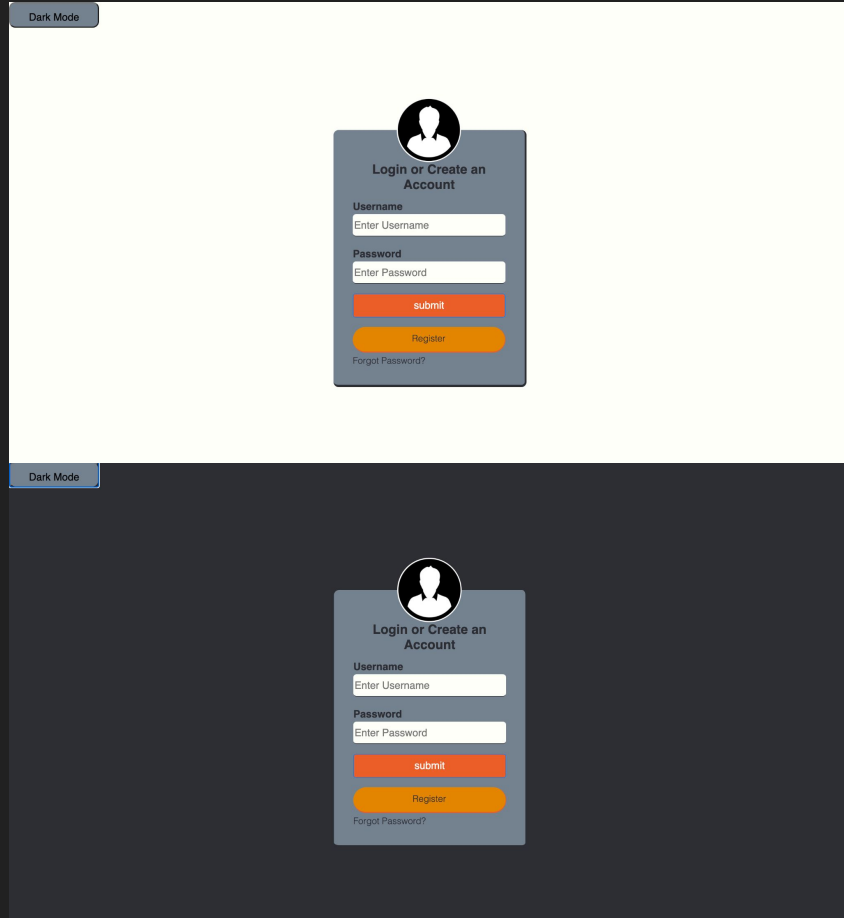 Dark Mode
Login or Create an
Account
Username
Enter Username
Password
Enter Password
submit
Register
Forgot Password?
Dark Mode
Login or Create an
Account
Username
Enter Username
Password
Enter Password
submit
Register
Forgot Password?